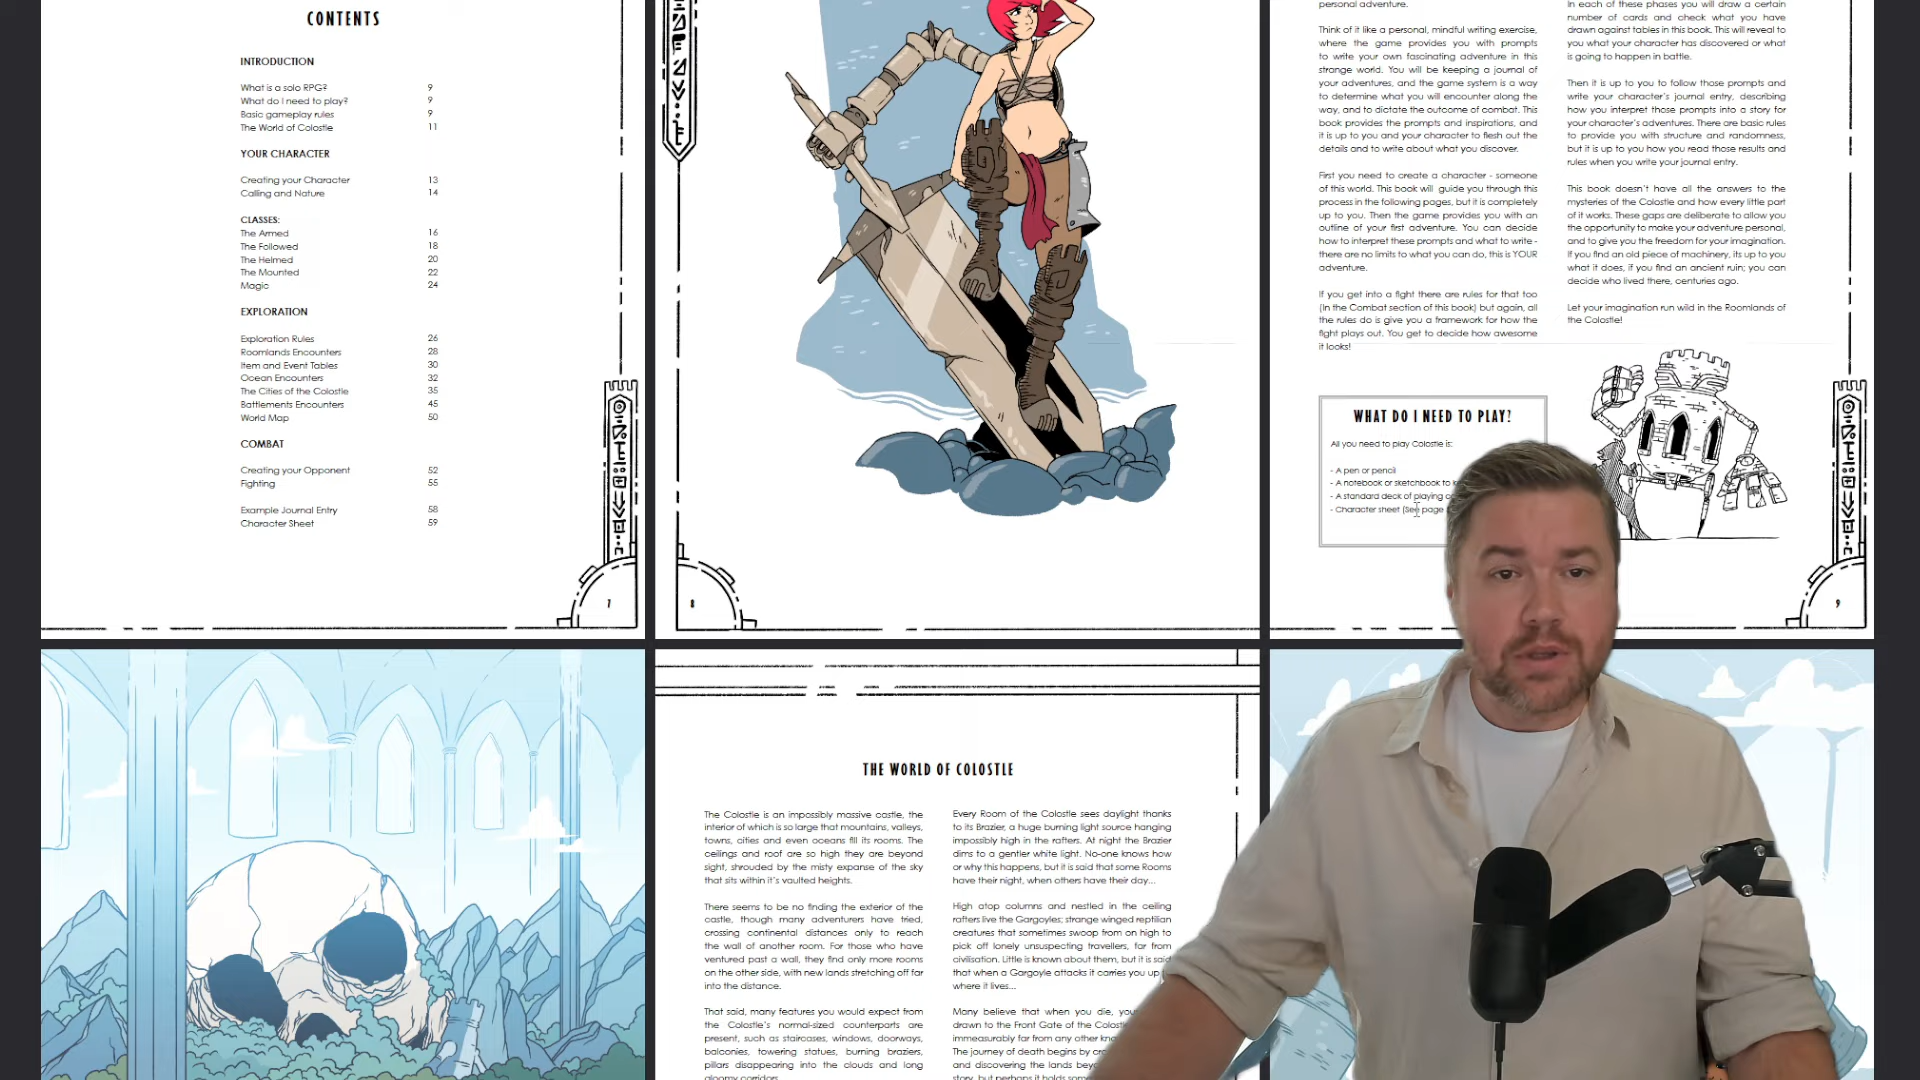 CONTENTS
INTRODUCTION
What is a solo RPG? 9
What do I need to play? 9
Basic gameplay rules 9
The World of Colostle 11
YOUR CHARACTER
Creating your Character 13
Calling and Nature 14
CLASSES:
The Armed 16
The Followed 18
The Helmed 20
The Mounted 22
Magic 24
EXPLORATION
Exploration Rules 26
Roomlands Encounters 28
Item and Event Tables 30
Ocean Encounters 32
The Cities of the Colostle 35
Battlements Encounters 45
World Map 50
COMBAT
Creating your Opponent 52
Fighting 55
Example Journal Entry 58
Character Sheet 59
7
8
personal adventure.
Think of it like a personal, mindful writing exercise,
where the game provides you with prompts
to write your own fascinating adventure in this
strange world. You will be keeping a journal of
your adventures, and the game system is a way
to determine what you will encounter along the
way, and to dictate the outcome of combat. This
book provides the prompts and inspirations, and
it is up to you and your character to flesh out the
details and to write about what you discover.
First you need to create a character - someone
of this world. This book will guide you through this
process in the following pages, but it is completely
up to you. Then the game provides you with an
outline of your first adventure. You can decide
how to interpret these prompts and what to write -
there are no limits to what you can do, this is YOUR
adventure.
If you get into a fight there are rules for that too
(In the Combat section of this book) but again, all
the rules do is give you a framework for how the
fight plays out. You get to decide how awesome
it looks!
In each of these phases you will draw a certain
number of cards and check what you have
drawn against tables in this book. This will reveal to
you what your character has discovered or what
is going to happen in battle.
Then it is up to you to follow those prompts and
write your character's journal entry, describing
how you interpret those prompts into a story for
your character's adventures. There are basic rules
to provide you with structure and randomness,
but it is up to you how you read those results and
rules when you write your journal entry.
This book doesn't have all the answers to the
mysteries of the Colostle and how every little part
of it works. These gaps are deliberate to allow you
the opportunity to make your adventure personal,
and to give you the freedom for your imagination.
If you find an old piece of machinery, its up to you
what it does, if you find an ancient ruin; you can
decide who lived there, centuries ago.
Let your imagination run wild in the Roomlands of
the Colostle!
WHAT DO I NEED TO PLAY?
All you need to play Colostle is:
- A pen or pencil
- A notebook or sketchbook to
- A standard deck of playing
- Character sheet (See page
9
THE WORLD OF COLOSTLE
The Colostle is an impossibly massive castle, the
interior of which is so large that mountains, valleys,
towns, cities and even oceans fill its rooms. The
ceilings and roof are so high they are beyond
sight, shrouded by the misty expanse of the sky
that sits within it's vaulted heights.
There seems to be no finding the exterior of the
castle, though many adventurers have tried,
crossing continental distances only to reach
the wall of another room. For those who have
ventured past a wall, they find only more rooms
on the other side, with new lands stretching off far
into the distance.
That said, many features you would expect from
the Colostle's normal-sized counterparts are
present, such as staircases, windows, doorways,
balconies, towering statues, burning braziers,
pillars disappearing into the clouds and long
gloomy corridors.
Every Room of the Colostle sees daylight thanks
to its Brazier, a huge burning light source hanging
impossibly high in the rafters. At night the Brazier
dims to a gentler white light. No-one knows how
or why this happens, but it is said that some Rooms
have their night, when others have their day...
High atop columns and nestled in the ceiling
rafters live the Gargoyles; strange winged reptilian
creatures that sometimes swoop from on high to
pick off lonely unsuspecting travellers, far from
civilisation. Little is known about them, but it is said
that when a Gargoyle attacks it carries you up
where it lives...
Many believe that when you die, you
drawn to the Front Gate of the
immeasurably far from any other
The journey of death begins by
and discovering the lands
story, but perhaps it holds